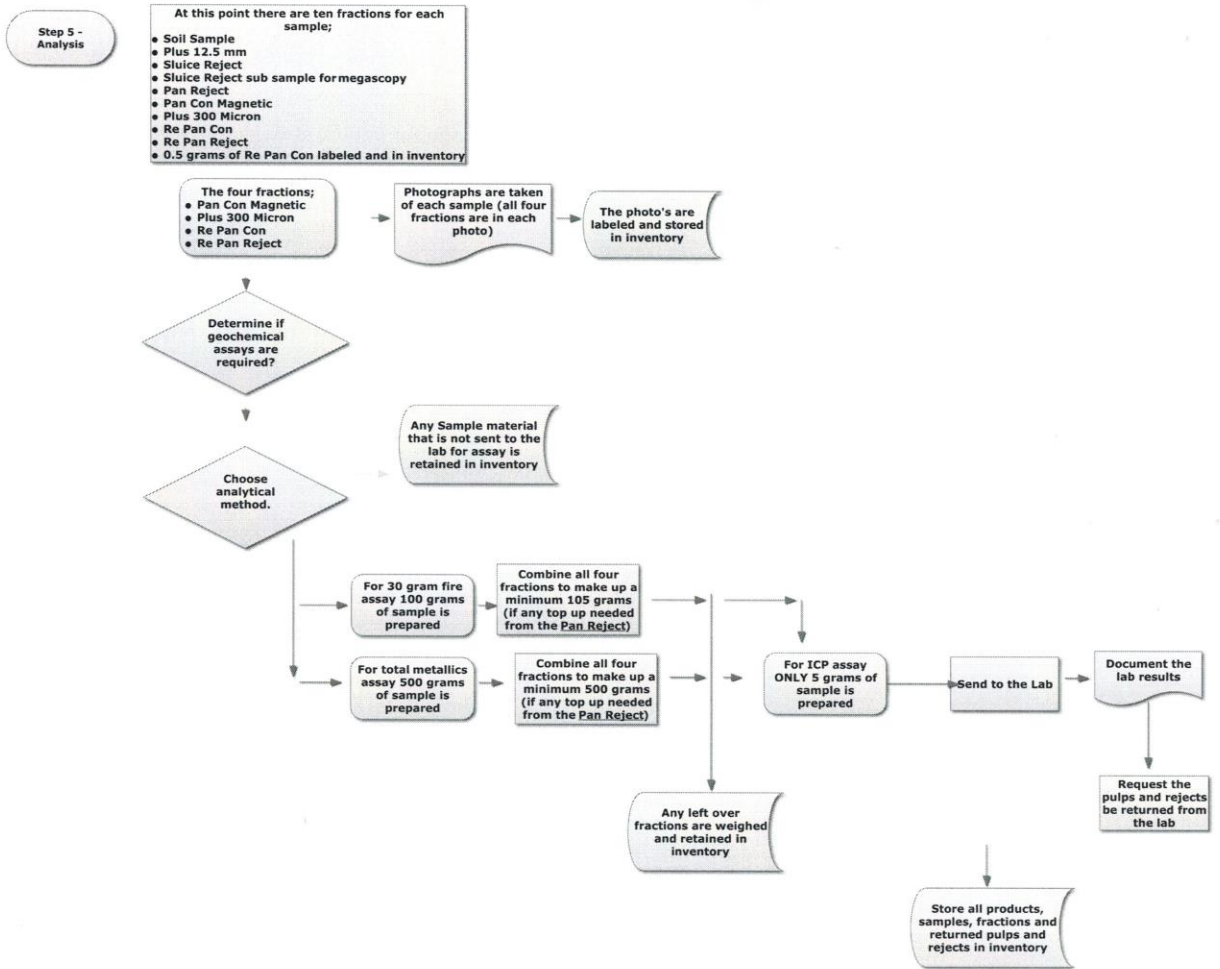 Step 5 -
Analysis
At this point there are ten fractions for each
sample;
• Soil Sample
• Plus 12.5 mm
• Sluice Reject
• Sluice Reject sub sample for megascopy
• Pan Reject
• Pan Con Magnetic
• Plus 300 Micron
• Re Pan Con
• Re Pan Reject
• 0.5 grams of Re Pan Con labeled and in inventory
The four fractions;
• Pan Con Magnetic
• Plus 300 Micron
• Re Pan Con
• Re Pan Reject
Photographs are taken
of each sample (all four
fractions are in each
photo)
The photo's are
labeled and stored
in inventory
Determine if
geochemical
assays are
required?
Any Sample material
that is not sent to the
lab for assay is
retained in inventory
Choose
analytical
method.
For 30 gram fire
assay 100 grams
of sample is
prepared
Combine all four
fractions to make up a
minimum 105 grams
(if any top up needed
from the Pan Reject)
For total metallics
assay 500 grams
of sample is
prepared
Combine all four
fractions to make up a
minimum 500 grams
(if any top up needed
from the Pan Reject)
For ICP assay
ONLY 5 grams of
sample is
prepared
Send to the Lab
Document the
lab results
Request the
pulps and rejects
be returned from
the lab
Any left over
fractions are weighed
and retained in
inventory
Store all products,
samples, fractions and
returned pulps and
rejects in inventory